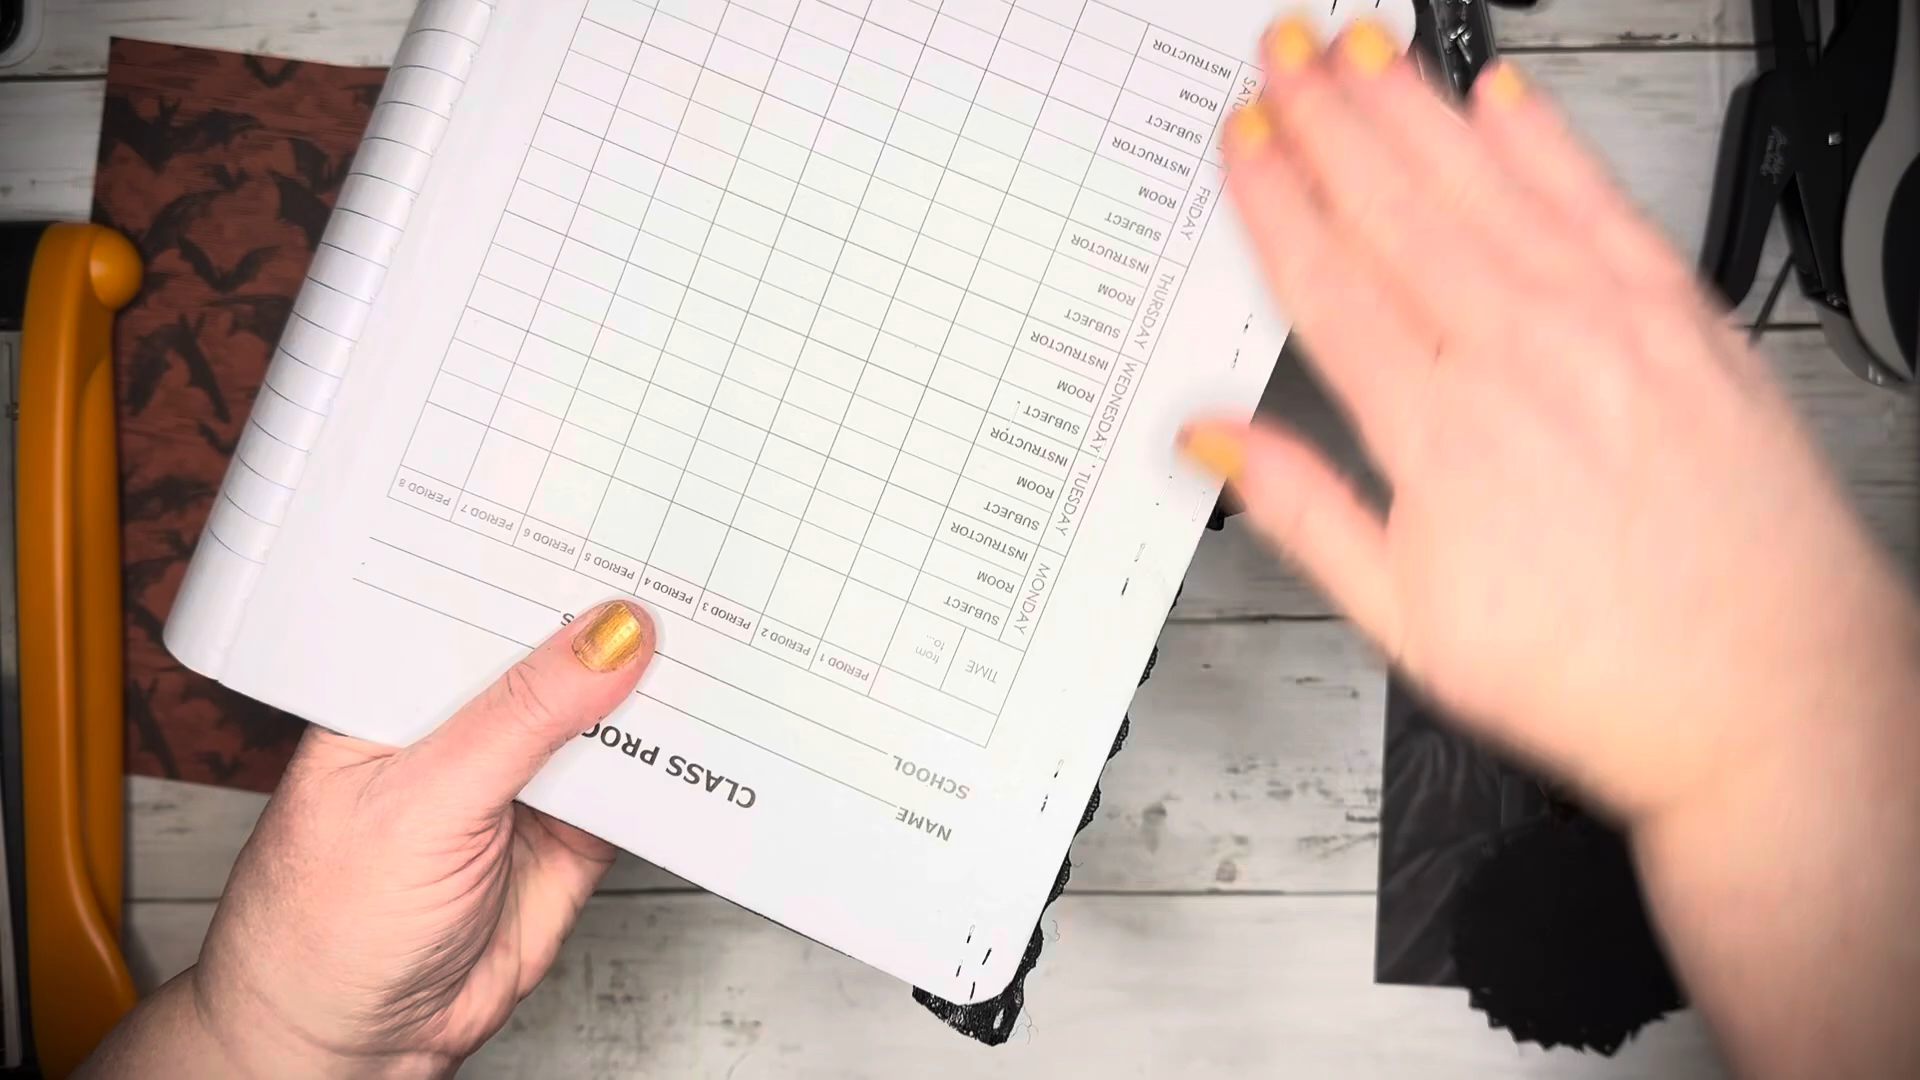 CLASS PROG
NAME
SCHOOL
TIME from to... PERIOD 1 PERIOD 2 PERIOD 3 PERIOD 4 PERIOD 5 PERIOD 6 PERIOD 7 PERIOD 8
MONDAY
SUBJECT
ROOM
INSTRUCTOR
TUESDAY
SUBJECT
ROOM
INSTRUCTOR
WEDNESDAY
SUBJECT
ROOM
INSTRUCTOR
THURSDAY
SUBJECT
ROOM
INSTRUCTOR
FRIDAY
SUBJECT
ROOM
INSTRUCTOR
SATU
SUBJECT
ROOM
INSTRUCTOR